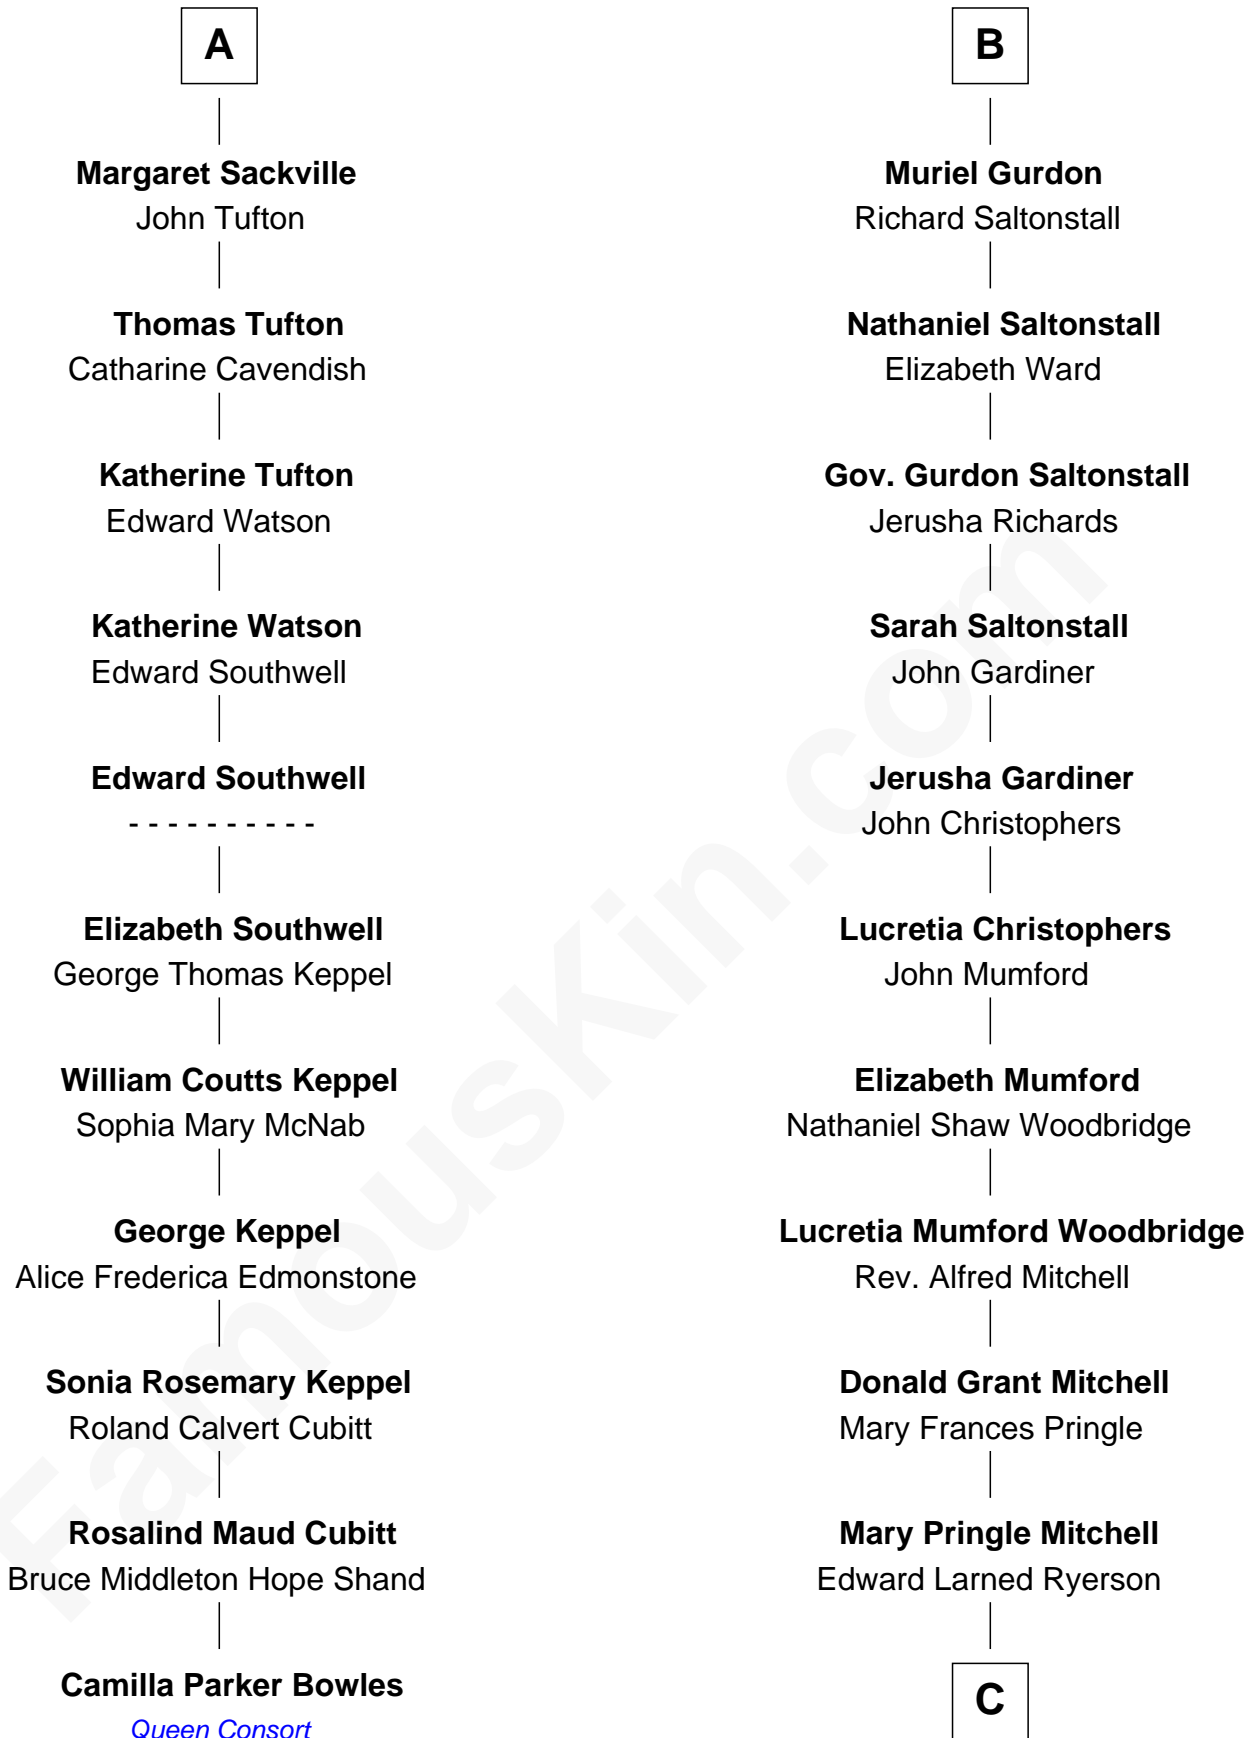 A
Margaret Sackville
John Tufton
Thomas Tufton
Catharine Cavendish
Katherine Tufton
Edward Watson
Katherine Watson
Edward Southwell
Edward Southwell
- - - - - - - - - -
Elizabeth Southwell
George Thomas Keppel
William Coutts Keppel
Sophia Mary McNab
George Keppel
Alice Frederica Edmonstone
Sonia Rosemary Keppel
Roland Calvert Cubitt
Rosalind Maud Cubitt
Bruce Middleton Hope Shand
Camilla Parker Bowles
Queen Consort
B
Muriel Gurdon
Richard Saltonstall
Nathaniel Saltonstall
Elizabeth Ward
Gov. Gurdon Saltonstall
Jerusha Richards
Sarah Saltonstall
John Gardiner
Jerusha Gardiner
John Christophers
Lucretia Christophers
John Mumford
Elizabeth Mumford
Nathaniel Shaw Woodbridge
Lucretia Mumford Woodbridge
Rev. Alfred Mitchell
Donald Grant Mitchell
Mary Frances Pringle
Mary Pringle Mitchell
Edward Larned Ryerson
C
FamousKin.com